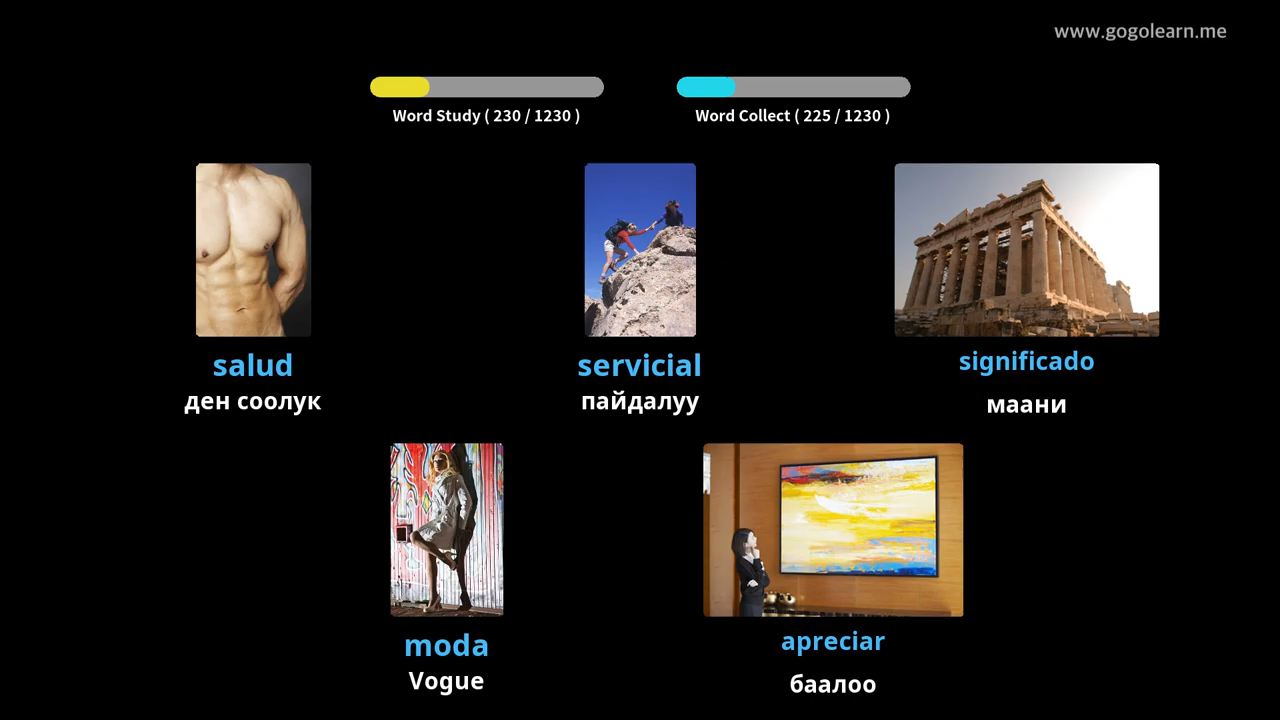 www.gogolearn.me
Word Study ( 230 / 1230 )
Word Collect ( 225 / 1230 )
salud
ден соолук
servicial
пайдалуу
significado
маани
moda
Vogue
apreciar
баалоо